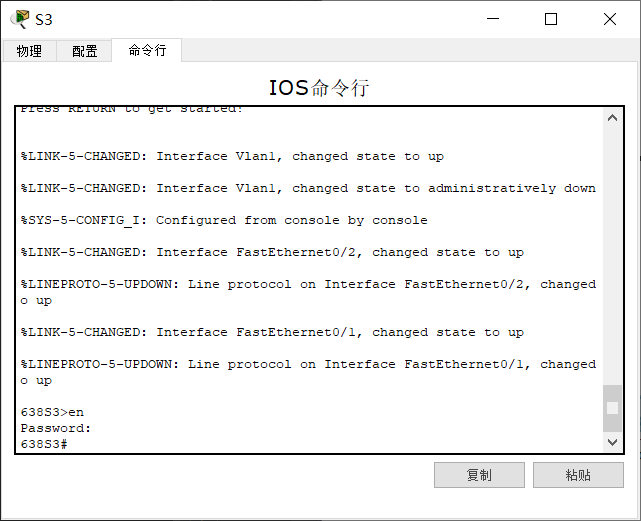 S3
物理 配置 命令行
IOS命令行
Press RETURN to get started!
%LINK-5-CHANGED: Interface Vlan1, changed state to up
%LINK-5-CHANGED: Interface Vlan1, changed state to administratively down
%SYS-5-CONFIG_I: Configured from console by console
%LINK-5-CHANGED: Interface FastEthernet0/2, changed state to up
%LINEPROTO-5-UPDOWN: Line protocol on Interface FastEthernet0/2, changed
o up
%LINK-5-CHANGED: Interface FastEthernet0/1, changed state to up
%LINEPROTO-5-UPDOWN: Line protocol on Interface FastEthernet0/1, changed
o up
638S3>en
Password:
638S3#
复制 粘贴